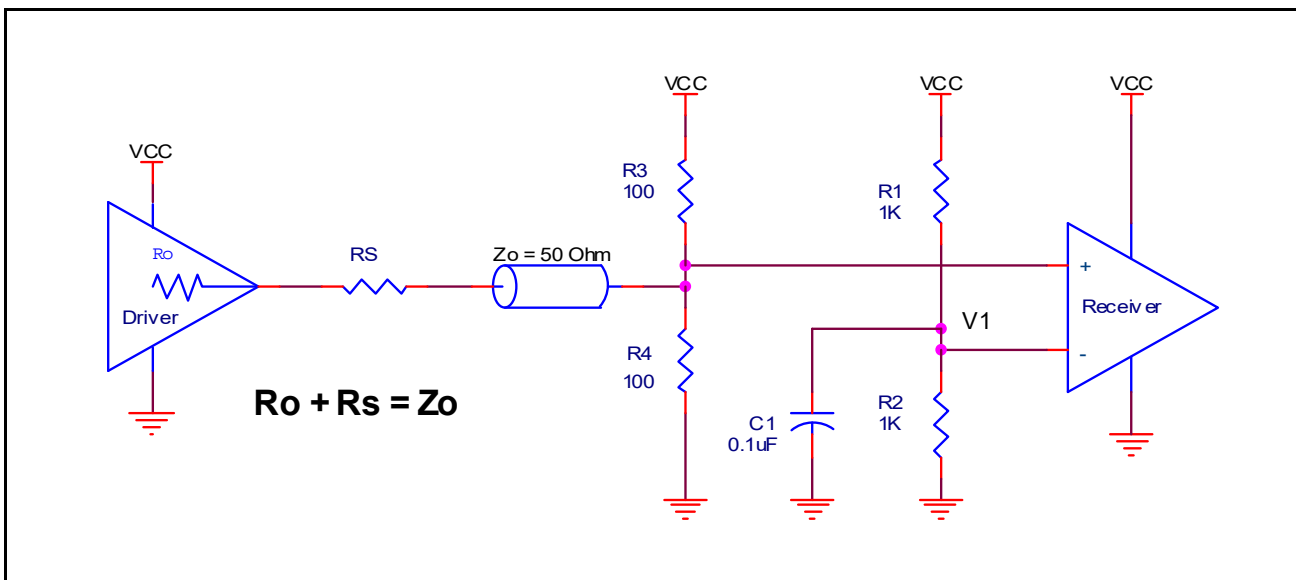 VCC
Ro
Driver
RS
Zo = 50 Ohm
Ro + Rs = Zo
VCC
R3
100
R4
100
VCC
R1
1K
V1
C1
0.1uF
R2
1K
VCC
+
Receiver
-